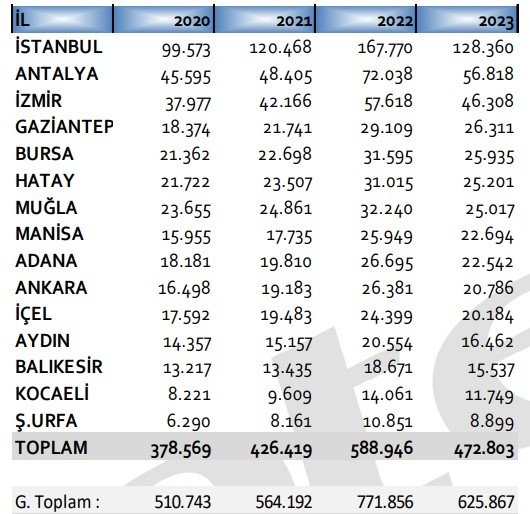 İL 2020 2021 2022 2023
İSTANBUL 99.573 120.468 167.770 128.360
ANTALYA 45.595 48.405 72.038 56.818
İZMİR 37.977 42.166 57.618 46.308
GAZİANTEP 18.374 21.741 29.109 26.311
BURSA 21.362 22.698 31.595 25.935
HATAY 21.722 23.507 31.015 25.201
MUĞLA 23.655 24.861 32.240 25.017
MANİSA 15.955 17.735 25.949 22.694
ADANA 18.181 19.810 26.695 22.542
ANKARA 16.498 19.183 26.381 20.786
İÇEL 17.592 19.483 24.399 20.184
AYDIN 14.357 15.157 20.554 16.462
BALIKESİR 13.217 13.435 18.671 15.537
KOCAELİ 8.221 9.609 14.061 11.749
Ş.URFA 6.290 8.161 10.851 8.899
TOPLAM 378.569 426.419 588.946 472.803
G. Toplam : 510.743 564.192 771.856 625.867